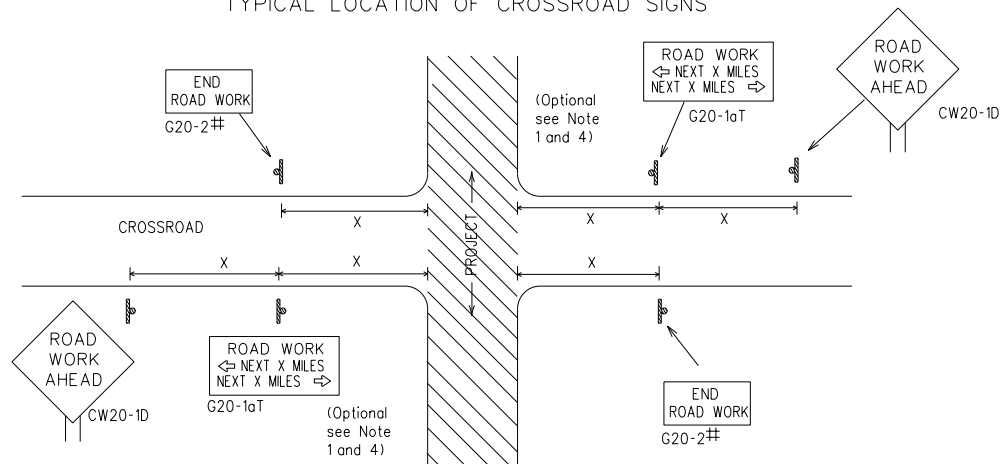 TYPICAL LOCATION OF CROSSROAD SIGNS
END
ROAD WORK
G20-2#
(Optional
see Note
1 and 4)
ROAD WORK
⇦ NEXT X MILES
NEXT X MILES ⇨
G20-1aT
ROAD
WORK
AHEAD
CW20-1D
X
X
X
CROSSROAD
PROJECT
X
X
X
ROAD
WORK
AHEAD
CW20-1D
ROAD WORK
⇦ NEXT X MILES
NEXT X MILES ⇨
G20-1aT
(Optional
see Note
1 and 4)
END
ROAD WORK
G20-2#